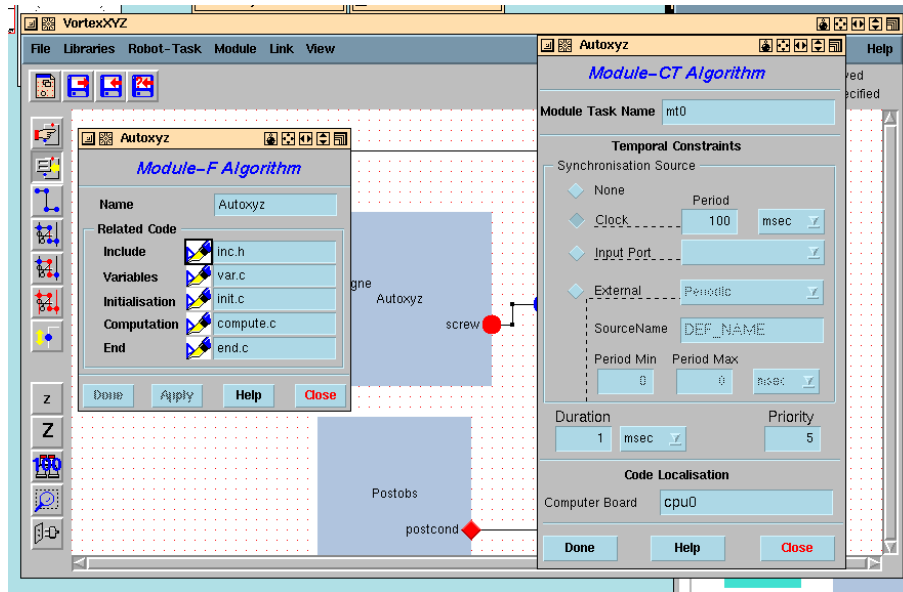 VortexXYZ
File Libraries Robot-Task Module Link View Help
Autoxyz
Module-F Algorithm
Name Autoxyz
Related Code
Include inc.h
Variables var.c
Initialisation init.c
Computation compute.c
End end.c
Done Apply Help Close
z
Z
100
gne
Autoxyz
screw
Postobs
postcond
Autoxyz
Module-CT Algorithm
Module Task Name mt0
Temporal Constraints
Synchronisation Source
None
Period
Clock 100 msec
Input Port
External Periodic
SourceName DEF_NAME
Period Min Period Max
0 0 msec
Duration Priority
1 msec 5
Code Localisation
Computer Board cpu0
Done Help Close
ved
ecified